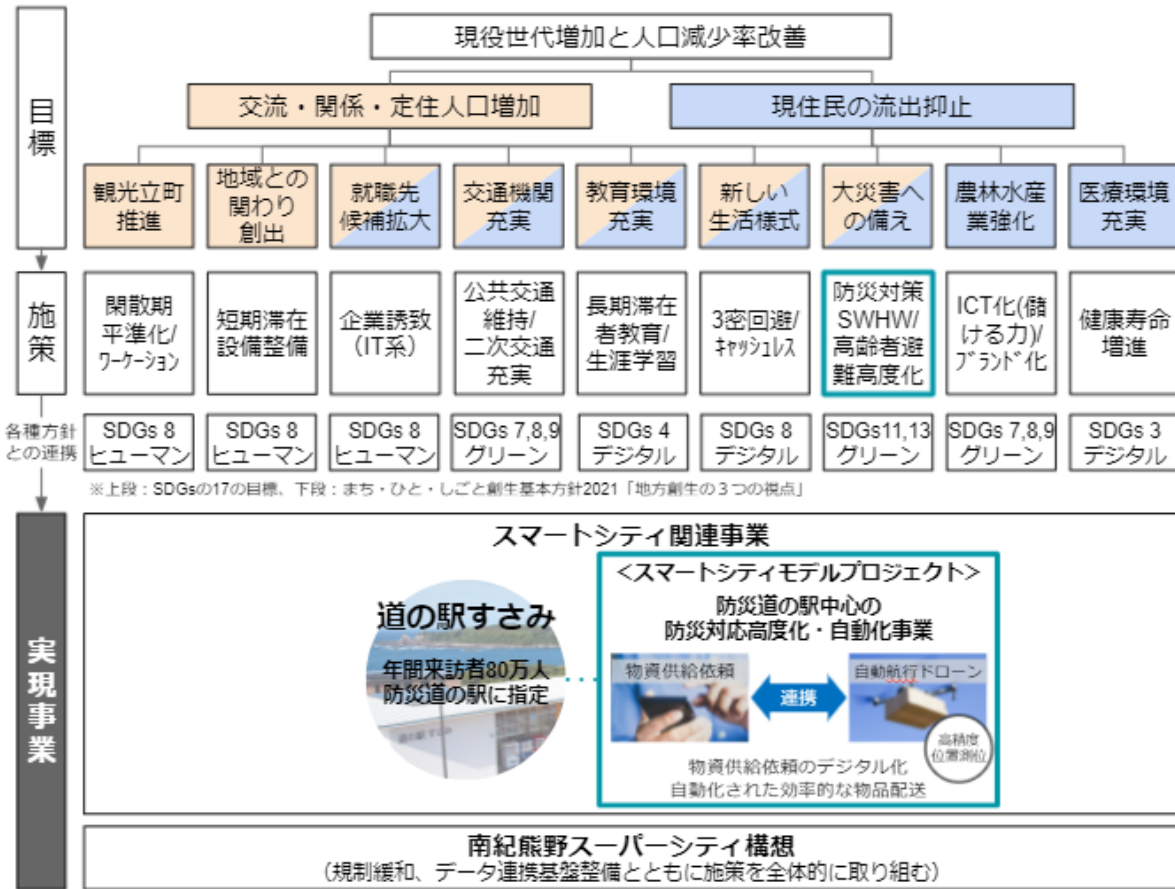 現役世代増加と人口減少率改善
目標
交流・関係・定住人口増加
現住民の流出抑止
観光立町
推進
地域との
関わり
創出
就職先
候補拡大
交通機関
充実
教育環境
充実
新しい
生活様式
大災害へ
の備え
農林水産
業強化
医療環境
充実
施策
閑散期
平準化/
ﾜｰｹｰｼｮﾝ
短期滞在
設備整備
企業誘致
（IT系）
公共交通
維持/
二次交通
充実
長期滞在
者教育/
生涯学習
3密回避/
ｷｬｯｼｭﾚｽ
防災対策
SWHW/
高齢者避
難高度化
ICT化(儲
ける力)/
ﾌﾞﾗﾝﾄﾞ化
健康寿命
増進
各種方針
との連携
SDGs 8
ヒューマン
SDGs 8
ヒューマン
SDGs 8
ヒューマン
SDGs 7,8,9
グリーン
SDGs 4
デジタル
SDGs 8
デジタル
SDGs11,13
グリーン
SDGs 7,8,9
グリーン
SDGs 3
デジタル
※上段：SDGsの17の目標、下段：まち・ひと・しごと創生基本方針2021「地方創生の３つの視点」
実現事業
スマートシティ関連事業
道の駅すさみ
年間来訪者80万人
防災道の駅に指定
道の駅 すさみ
＜スマートシティモデルプロジェクト＞
防災道の駅中心の
防災対応高度化・自動化事業
物資供給依頼
連携
自動航行ドローン
高精度
位置測位
物資供給依頼のデジタル化
自動化された効率的な物品配送
南紀熊野スーパーシティ構想
（規制緩和、データ連携基盤整備とともに施策を全体的に取り組む）